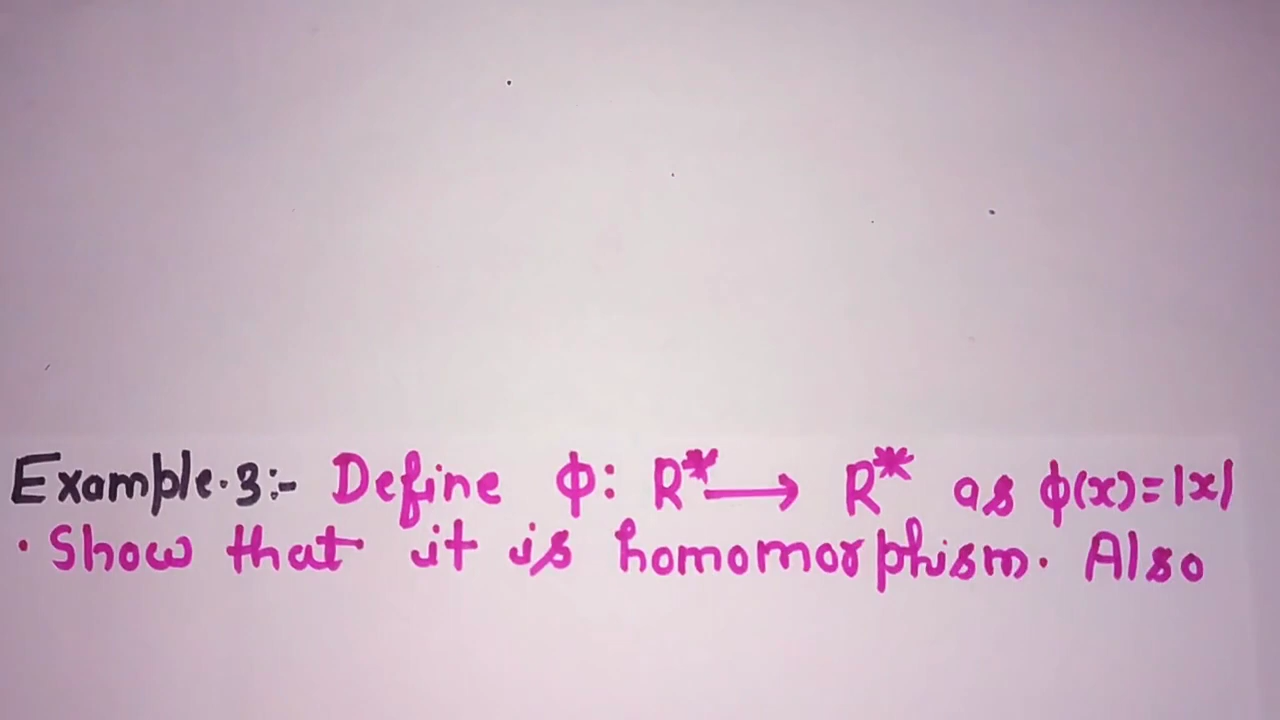 Example.3:- Define ϕ: R* → R* as ϕ(x)=|x|
. Show that it is homomorphism. Also